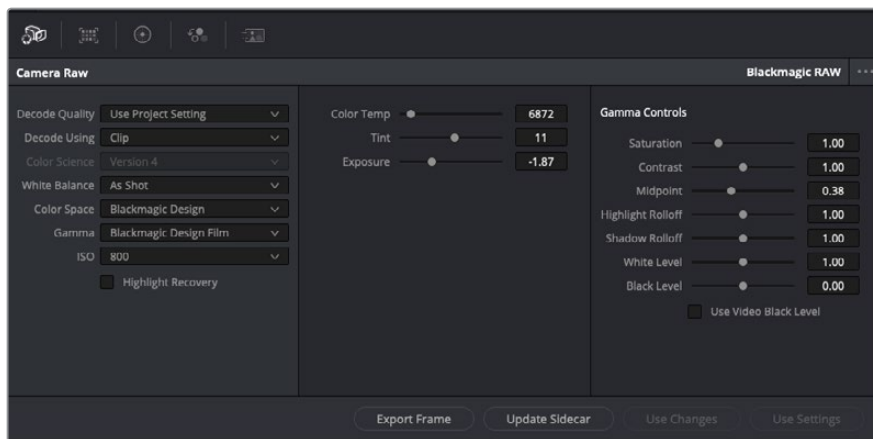 Camera Raw
Blackmagic RAW
Decode Quality Use Project Setting
Decode Using Clip
Color Science Version 4
White Balance As Shot
Color Space Blackmagic Design
Gamma Blackmagic Design Film
ISO 800
Highlight Recovery
Color Temp 6872
Tint 11
Exposure -1.87
Gamma Controls
Saturation 1.00
Contrast 1.00
Midpoint 0.38
Highlight Rolloff 1.00
Shadow Rolloff 1.00
White Level 1.00
Black Level 0.00
Use Video Black Level
Export Frame
Update Sidecar
Use Changes
Use Settings